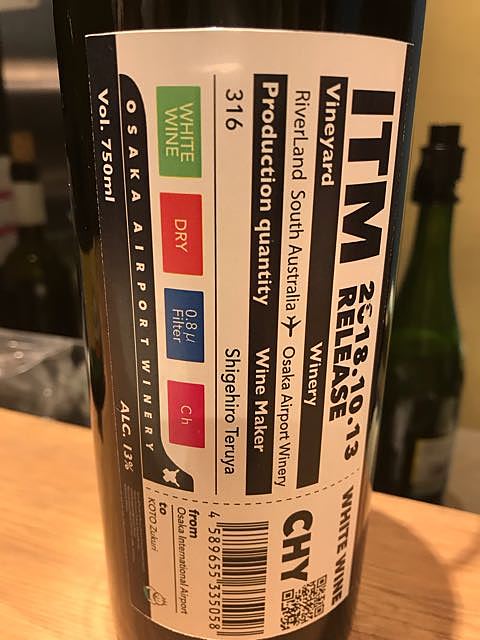 ITM 2018.10.13
RELEASE
WHITE WINE
Vineyard
Winery
RiverLand South Australia
Osaka Airport Winery
Production quantity
Wine Maker
316
Shigehiro Teruya
WHITE
WINE
DRY
0.8μ
Filter
Ch
OSAKA AIRPORT WINERY
Vol. 750ml
ALC. 13%
CHY
4 589655 335058
from
Osaka International Airport
to
KOTO Zukuri